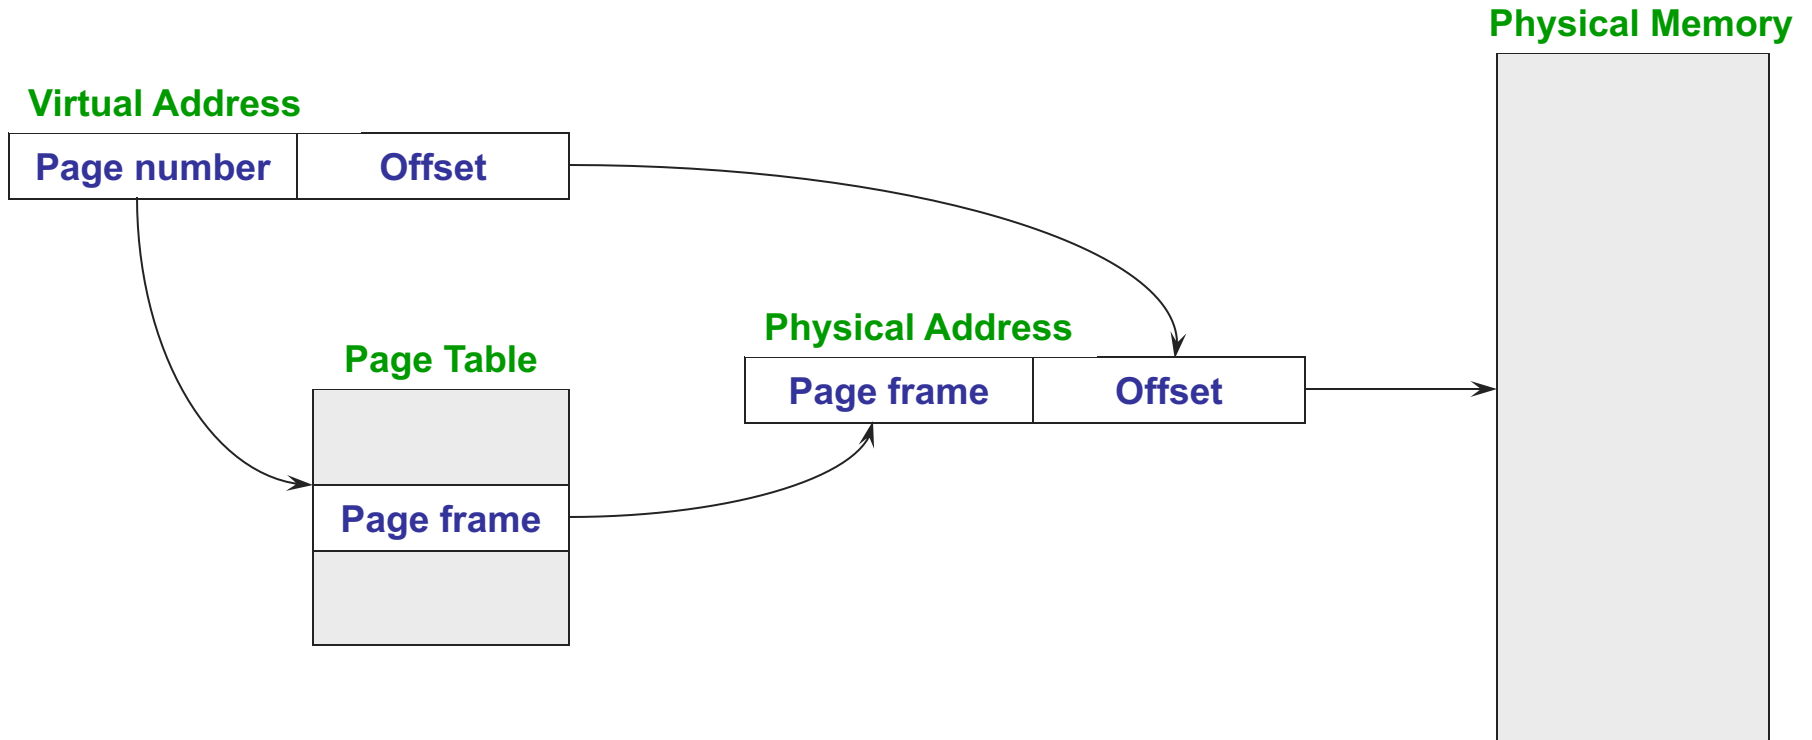 Physical Memory
Virtual Address
Page number
Offset
Physical Address
Page Table
Page frame
Offset
Page frame